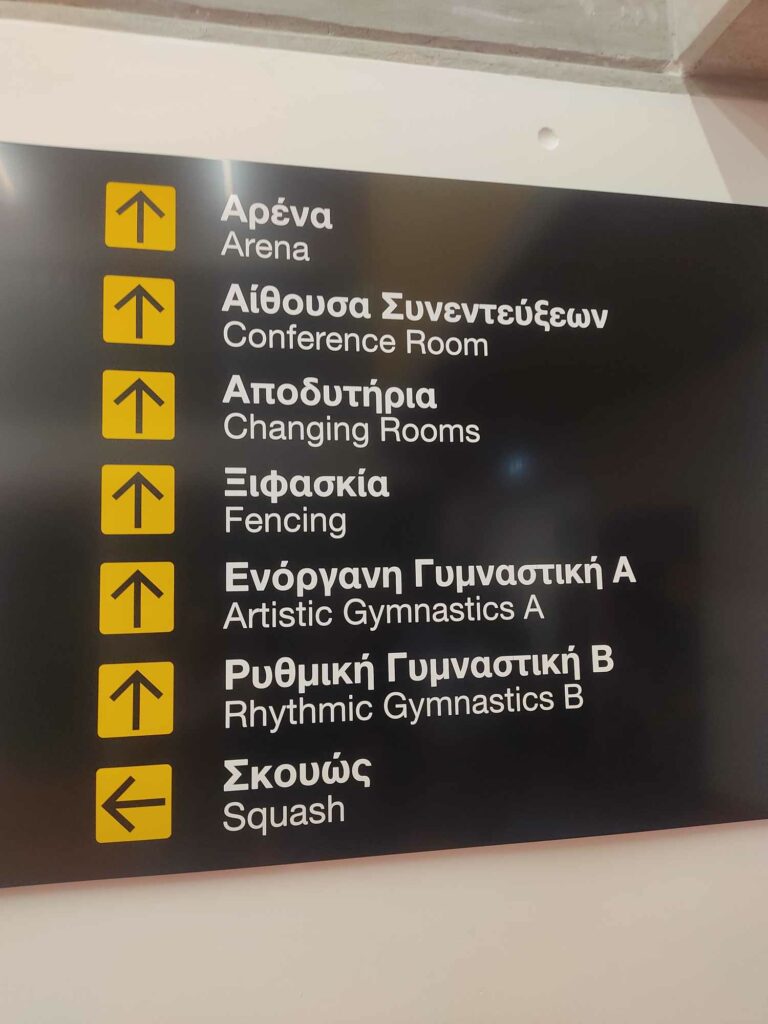 Αρένα
Arena
Αίθουσα Συνεντεύξεων
Conference Room
Αποδυτήρια
Changing Rooms
Ξιφασκία
Fencing
Ενόργανη Γυμναστική Α
Artistic Gymnastics A
Ρυθμική Γυμναστική Β
Rhythmic Gymnastics B
Σκουώς
Squash